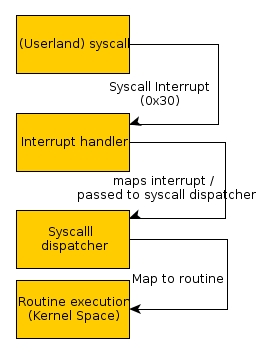 (Userland) syscall
Syscall Interrupt
(0x30)
Interrupt handler
maps interrupt /
passed to syscall dispatcher
Syscalll
dispatcher
Map to routine
Routine execution
(Kernel Space)